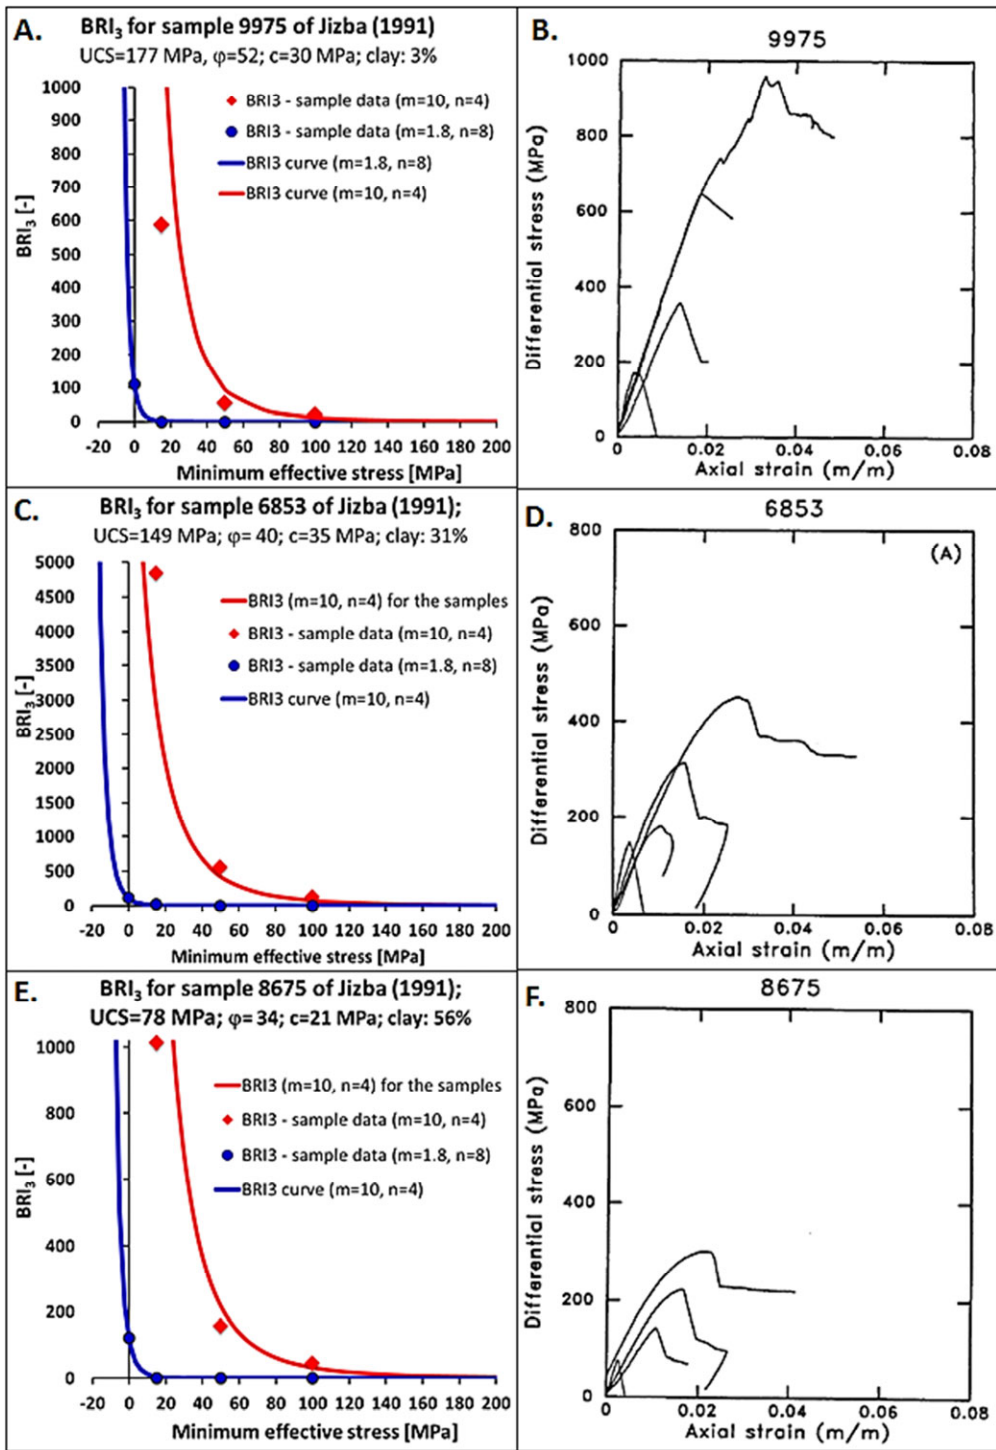 A.
BRI₃ for sample 9975 of Jizba (1991)
UCS=177 MPa, φ=52; c=30 MPa; clay: 3%
1000
900
800
700
600
500
400
300
200
100
0
BRI₃ [-]
BRI3 - sample data (m=10, n=4)
BRI3 - sample data (m=1.8, n=8)
BRI3 curve (m=1.8, n=8)
BRI3 curve (m=10, n=4)
-20 0 20 40 60 80 100 120 140 160 180 200
Minimum effective stress [MPa]
B.
9975
1000
800
600
400
200
0
Differential stress (MPa)
0 0.02 0.04 0.06 0.08
Axial strain (m/m)
C.
BRI₃ for sample 6853 of Jizba (1991);
UCS=149 MPa; φ= 40; c=35 MPa; clay: 31%
5000
4500
4000
3500
3000
2500
2000
1500
1000
500
0
BRI₃ [-]
BRI3 (m=10, n=4) for the samples
BRI3 - sample data (m=10, n=4)
BRI3 - sample data (m=1.8, n=8)
BRI3 curve (m=10, n=4)
-20 0 20 40 60 80 100 120 140 160 180 200
Minimum effective stress [MPa]
D.
6853
(A)
800
600
400
200
0
Differential stress (MPa)
0 0.02 0.04 0.06 0.08
Axial strain (m/m)
E.
BRI₃ for sample 8675 of Jizba (1991);
UCS=78 MPa; φ= 34; c=21 MPa; clay: 56%
1000
800
600
400
200
0
BRI₃ [-]
BRI3 (m=10, n=4) for the samples
BRI3 - sample data (m=10, n=4)
BRI3 - sample data (m=1.8, n=8)
BRI3 curve (m=10, n=4)
-20 0 20 40 60 80 100 120 140 160 180 200
Minimum effective stress [MPa]
F.
8675
800
600
400
200
0
Differential stress (MPa)
0 0.02 0.04 0.06 0.08
Axial strain (m/m)